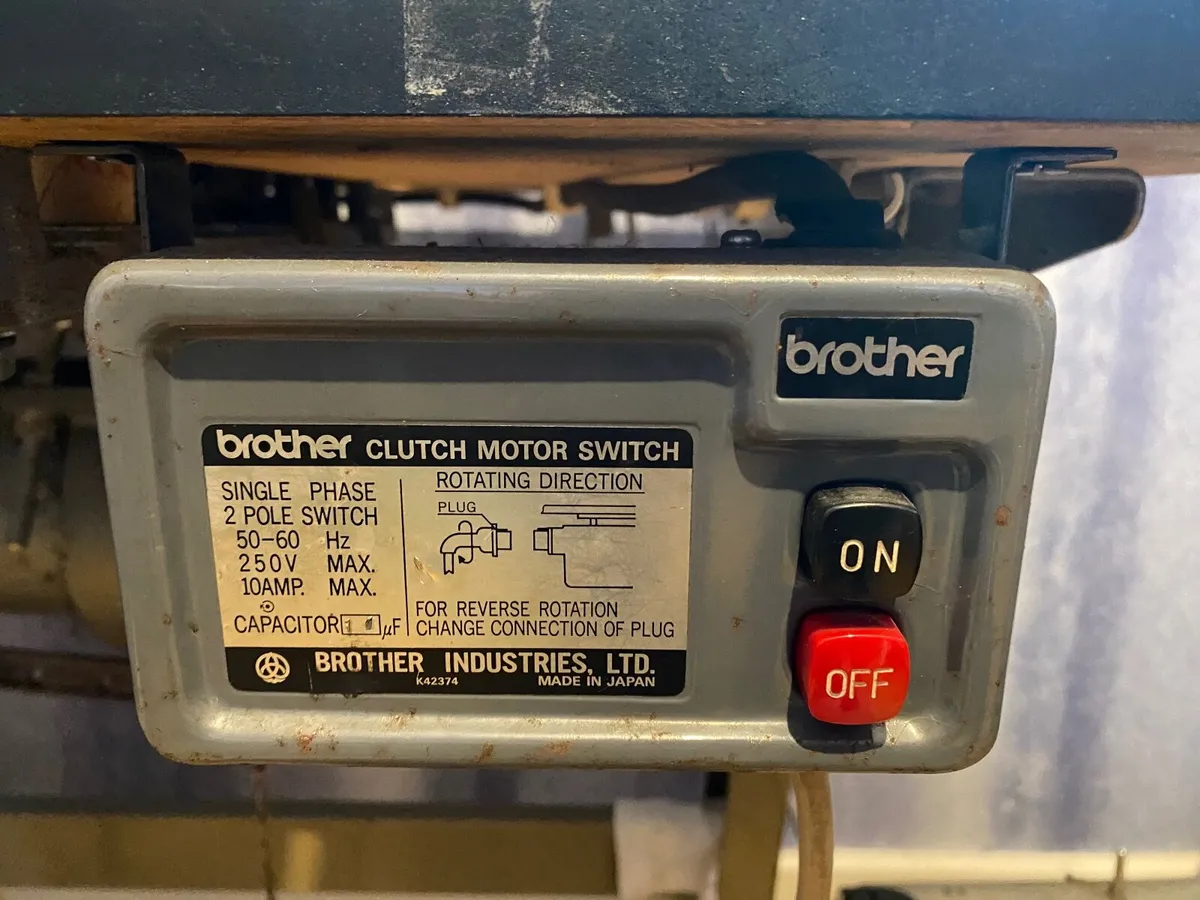 brother
brother CLUTCH MOTOR SWITCH
SINGLE PHASE
2 POLE SWITCH
50-60 Hz
250V MAX.
10AMP. MAX.
CAPACITOR µF
ROTATING DIRECTION
PLUG
FOR REVERSE ROTATION
CHANGE CONNECTION OF PLUG
BROTHER INDUSTRIES, LTD.
K42374 MADE IN JAPAN
ON
OFF